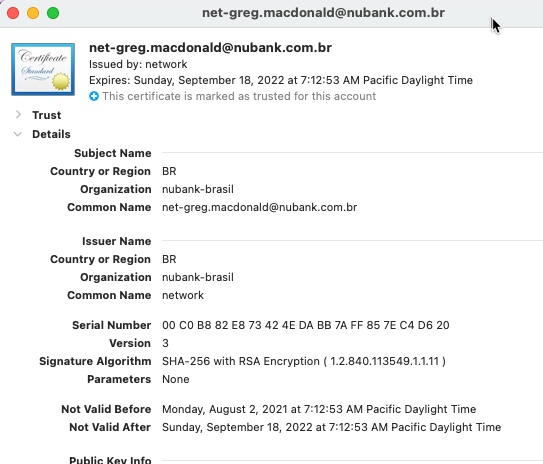 net-greg.macdonald@nubank.com.br
Certificate
Standard
net-greg.macdonald@nubank.com.br
Issued by: network
Expires: Sunday, September 18, 2022 at 7:12:53 AM Pacific Daylight Time
This certificate is marked as trusted for this account
Trust
Details
Subject Name
Country or Region BR
Organization nubank-brasil
Common Name net-greg.macdonald@nubank.com.br
Issuer Name
Country or Region BR
Organization nubank-brasil
Common Name network
Serial Number 00 C0 B8 82 E8 73 42 4E DA BB 7A FF 85 7E C4 D6 20
Version 3
Signature Algorithm SHA-256 with RSA Encryption ( 1.2.840.113549.1.1.11 )
Parameters None
Not Valid Before Monday, August 2, 2021 at 7:12:53 AM Pacific Daylight Time
Not Valid After Sunday, September 18, 2022 at 7:12:53 AM Pacific Daylight Time
Public Key Info